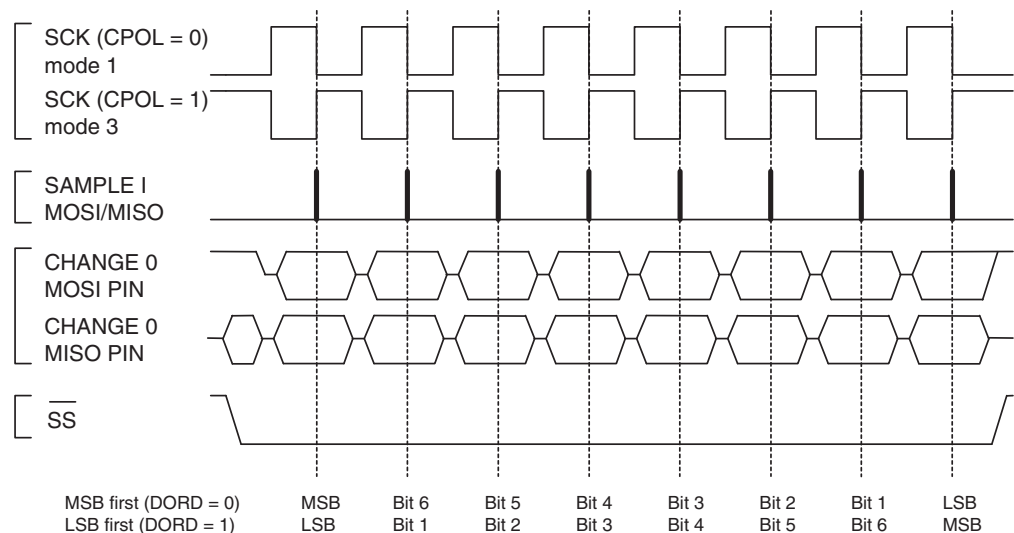 SCK (CPOL = 0)
mode 1
SCK (CPOL = 1)
mode 3
SAMPLE I
MOSI/MISO
CHANGE 0
MOSI PIN
CHANGE 0
MISO PIN
SS
MSB first (DORD = 0) MSB Bit 6 Bit 5 Bit 4 Bit 3 Bit 2 Bit 1 LSB
LSB first (DORD = 1) LSB Bit 1 Bit 2 Bit 3 Bit 4 Bit 5 Bit 6 MSB